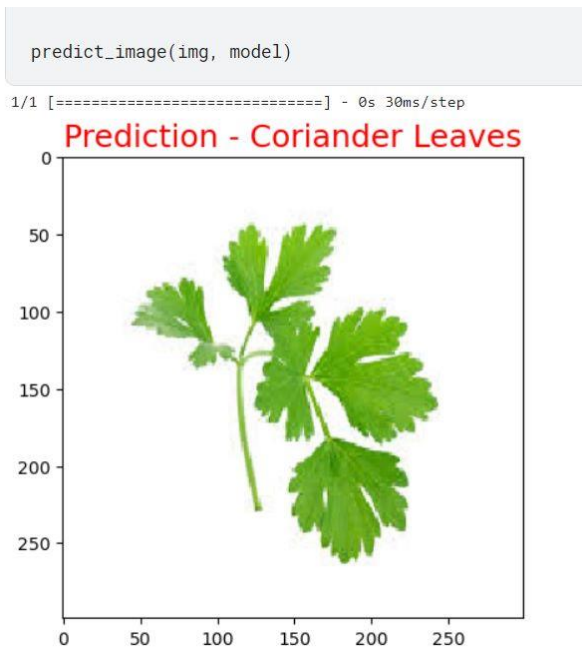 predict_image(img, model)
1/1 [==============================] - 0s 30ms/step
Prediction - Coriander Leaves
0
50
100
150
200
250
0 50 100 150 200 250